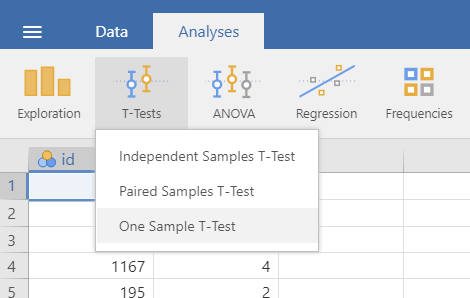 Data Analyses
Exploration T-Tests ANOVA Regression Frequencies
id
Independent Samples T-Test
Paired Samples T-Test
One Sample T-Test
1
2
3
4 1167 4
5 195 2